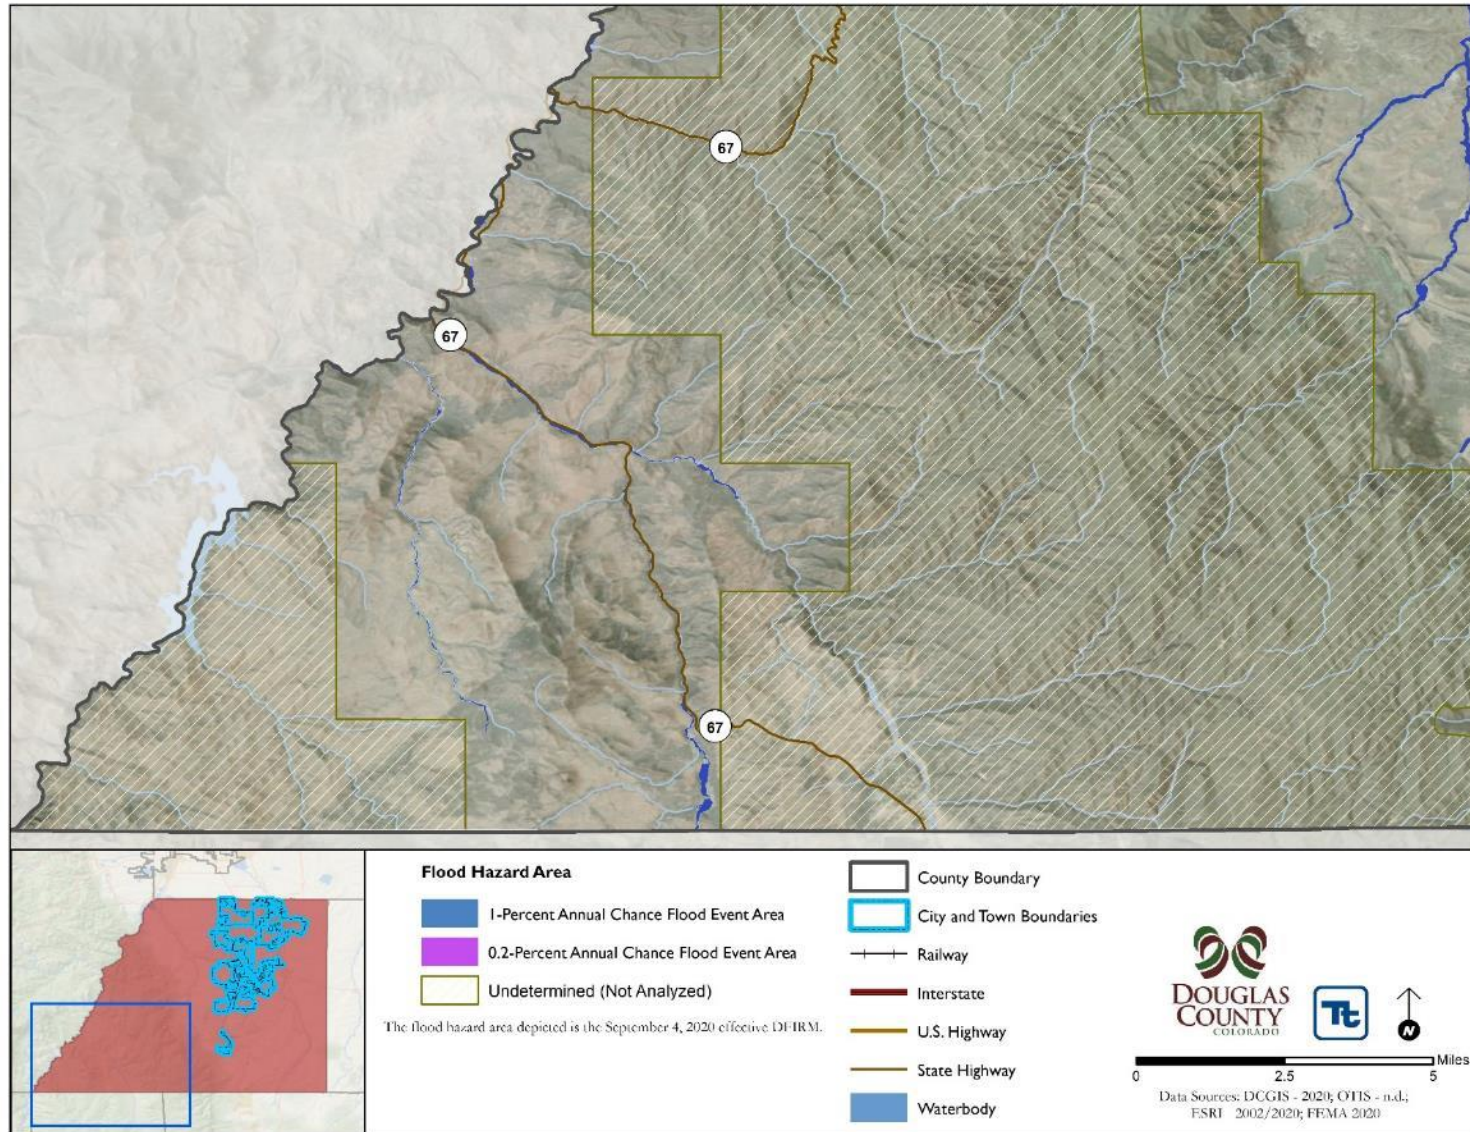 67
67
67
Flood Hazard Area
1-Percent Annual Chance Flood Event Area
0.2-Percent Annual Chance Flood Event Area
Undetermined (Not Analyzed)
The flood hazard area depicted is the September 4, 2020 effective DFIRM.
County Boundary
City and Town Boundaries
Railway
Interstate
U.S. Highway
State Highway
Waterbody
DOUGLAS
COUNTY
COLORADO
Tt
N
Miles
0 2.5 5
Data Sources: DCGIS - 2020; OTIS - n.d.;
ESRI 2002/2020; FEMA 2020